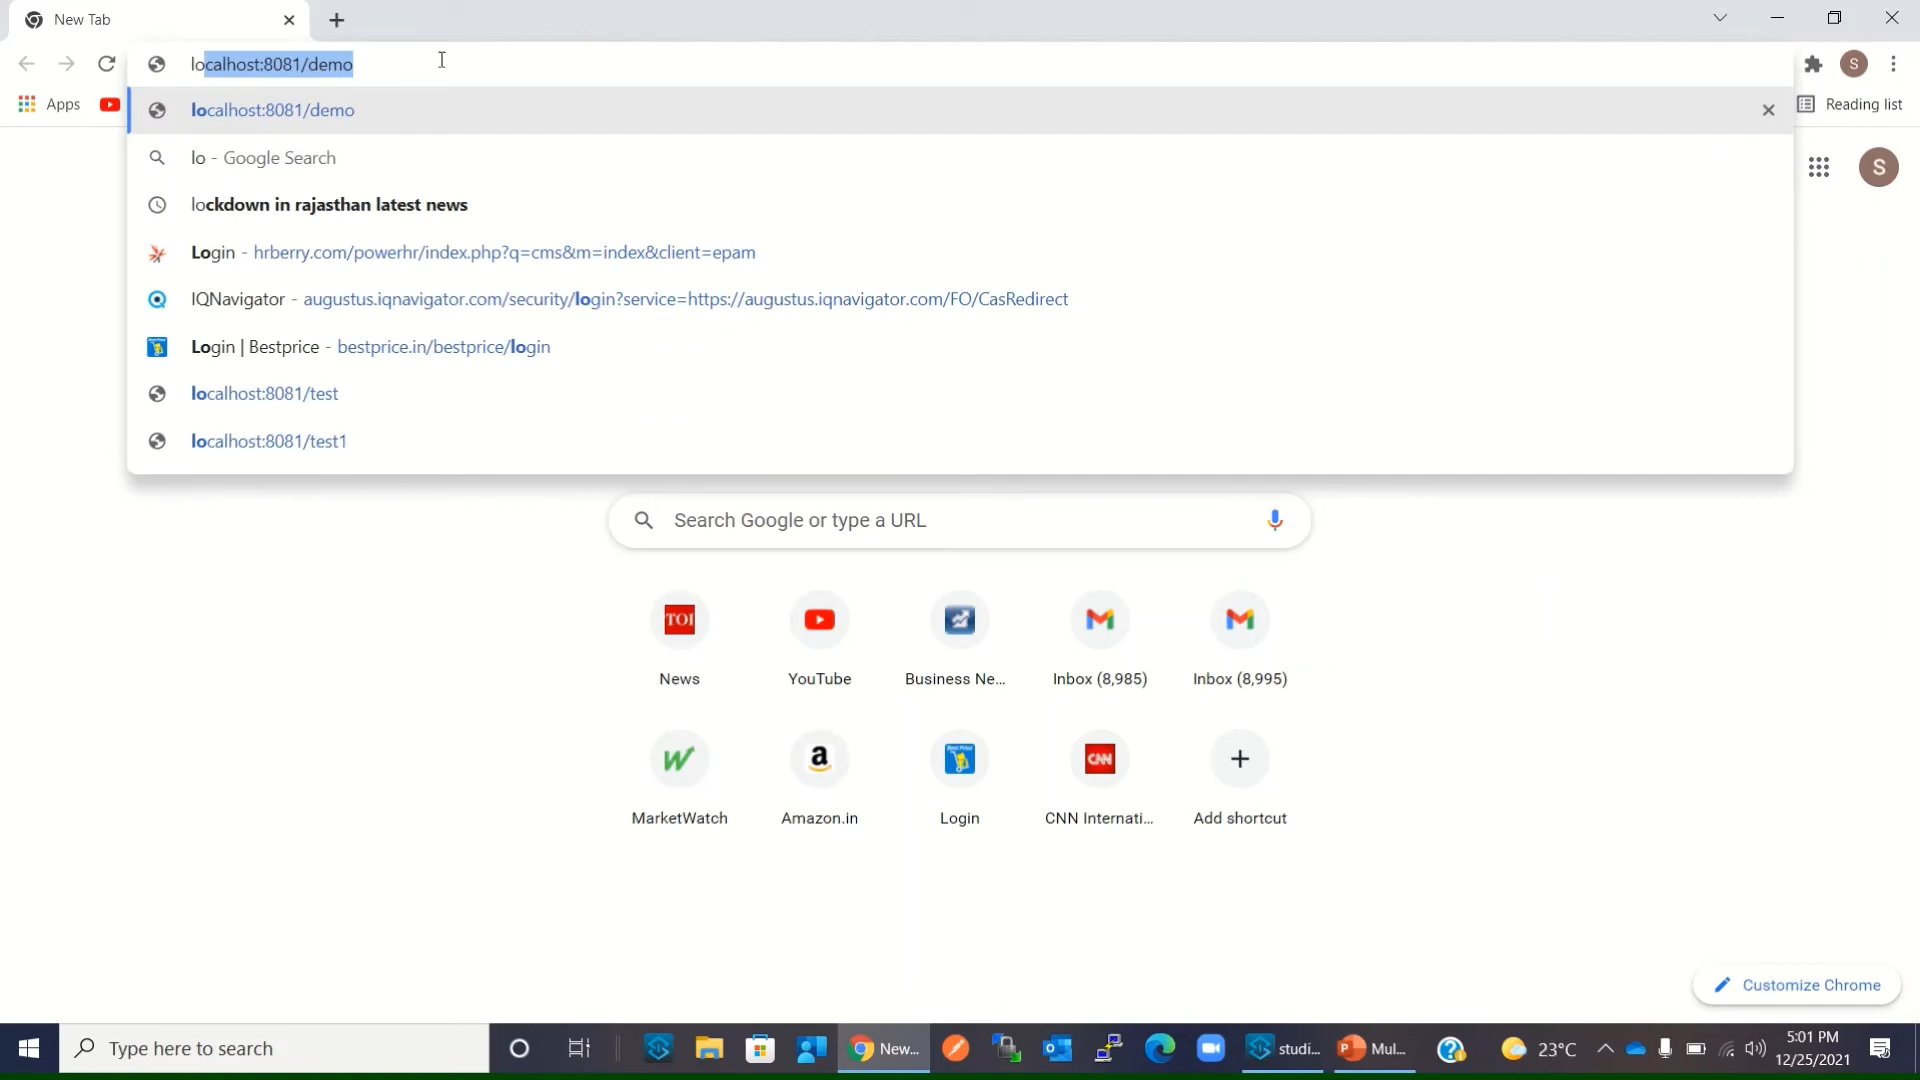 New Tab
localhost:8081/demo
Apps
Reading list
localhost:8081/demo
lo - Google Search
lockdown in rajasthan latest news
Login - hrberry.com/powerhr/index.php?q=cms&m=index&client=epam
IQNavigator - augustus.iqnavigator.com/security/login?service=https://augustus.iqnavigator.com/FO/CasRedirect
Login | Bestprice - bestprice.in/bestprice/login
localhost:8081/test
localhost:8081/test1
S
S
Search Google or type a URL
TOI
News
YouTube
Business Ne...
Inbox (8,985)
Inbox (8,995)
CNN
MarketWatch
Amazon.in
Login
CNN Internati...
Add shortcut
Customize Chrome
Type here to search
New...
studi...
Mul...
23°C
5:01 PM
12/25/2021